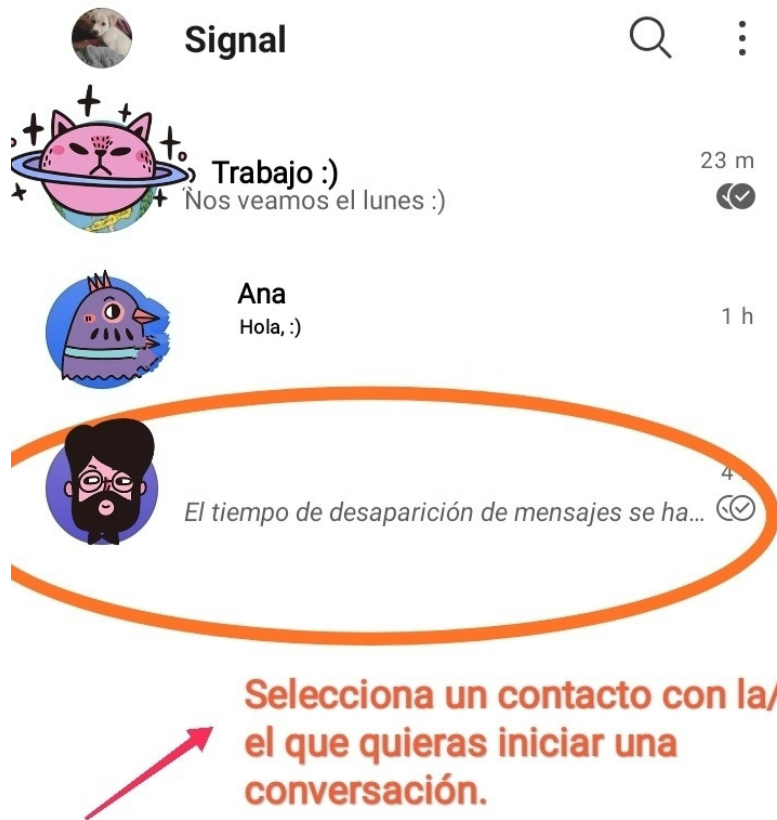 Signal
Trabajo :)
23 m
Nos veamos el lunes :)
Ana
1 h
Hola, :)
4
El tiempo de desaparición de mensajes se ha...
Selecciona un contacto con la/
el que quieras iniciar una
conversación.